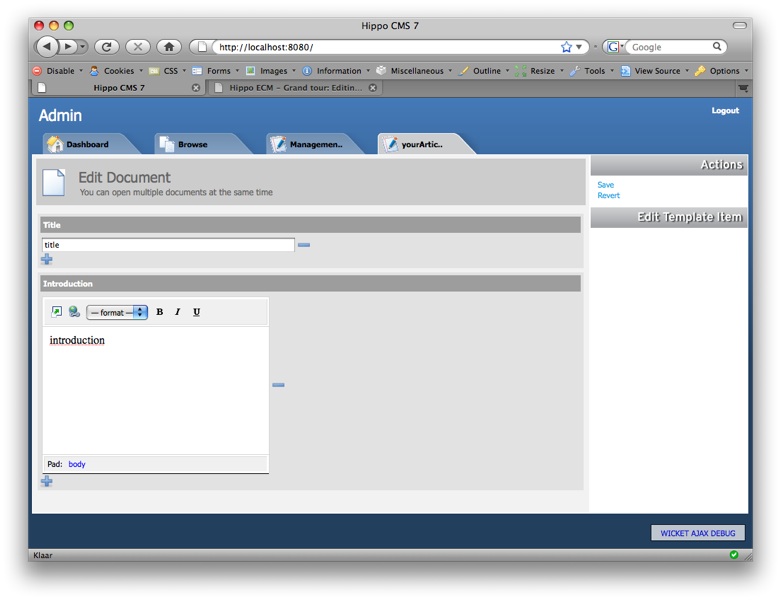 Hippo CMS 7
http://localhost:8080/
Google
Disable Cookies CSS Forms Images Information Miscellaneous Outline Resize Tools View Source Options
Hippo CMS 7 Hippo ECM – Grand tour: Editin...
Admin
Logout
Dashboard Browse Managemen.. yourArtic..
Edit Document
You can open multiple documents at the same time
Actions
Save
Revert
Edit Template Item
Title
title
Introduction
— format — B I U
introduction
Pad: body
WICKET AJAX DEBUG
Klaar